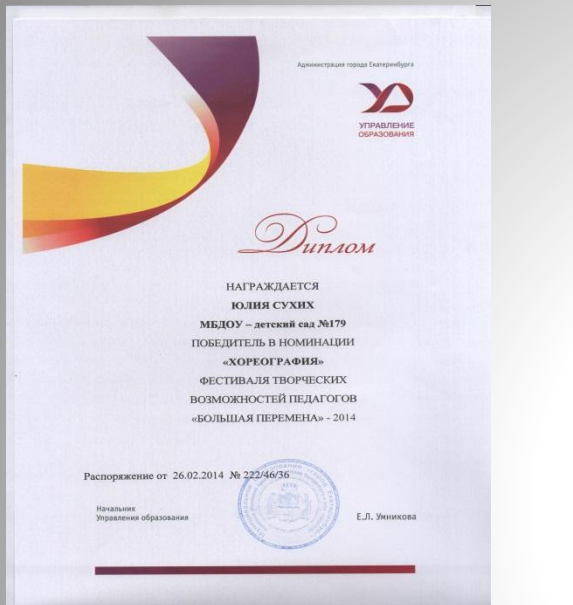 Администрация города Екатеринбурга
УПРАВЛЕНИЕ
ОБРАЗОВАНИЯ
Диплом
НАГРАЖДАЕТСЯ
ЮЛИЯ СУХИХ
МБДОУ – детский сад №179
ПОБЕДИТЕЛЬ В НОМИНАЦИИ
«ХОРЕОГРАФИЯ»
ФЕСТИВАЛЯ ТВОРЧЕСКИХ
ВОЗМОЖНОСТЕЙ ПЕДАГОГОВ
«БОЛЬШАЯ ПЕРЕМЕНА» - 2014
Распоряжение от 26.02.2014 № 222/46/36
Начальник
Управления образования
Е.Л. Умникова